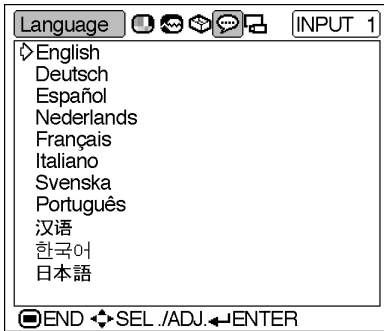 Language INPUT 1
English
Deutsch
Español
Nederlands
Français
Italiano
Svenska
Português
汉语
한국어
日本語
END SEL./ADJ. ENTER